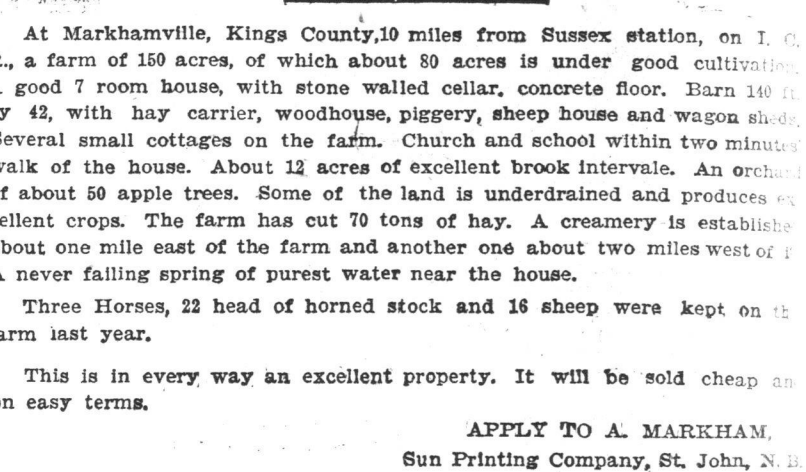 At Markhamville, Kings County, 10 miles from Sussex station, on I. C.
a farm of 150 acres, of which about 80 acres is under good cultivation,
good 7 room house, with stone walled cellar, concrete floor. Barn 140 ft.
y 42, with hay carrier, woodhouse, piggery, sheep house and wagon sheds.
Several small cottages on the farm. Church and school within two minutes'
walk of the house. About 12 acres of excellent brook intervale. An orchard
f about 50 apple trees. Some of the land is underdrained and produces ex
ellent crops. The farm has cut 70 tons of hay. A creamery is establishe
bout one mile east of the farm and another one about two miles west of i
A never failing spring of purest water near the house.
Three Horses, 22 head of horned stock and 16 sheep were kept on th
arm last year.
This is in every way an excellent property. It will be sold cheap an
n easy terms.
APPLY TO A. MARKHAM,
Sun Printing Company, St. John, N. B.